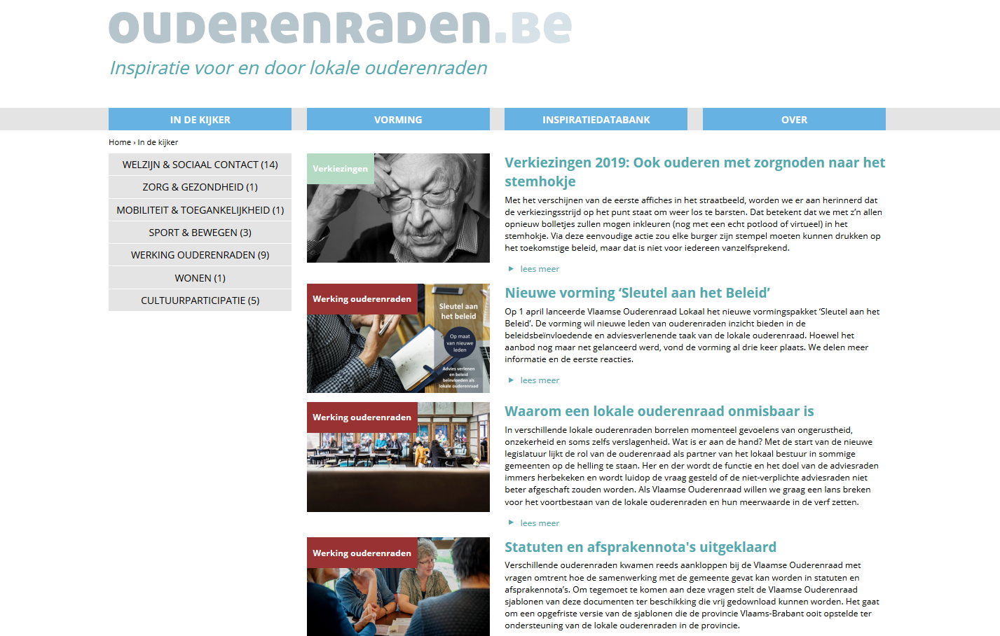 OUDERENRADEN.BE
Inspiratie voor en door lokale ouderenraden
IN DE KIJKER
VORMING
INSPIRATIEDATABANK
OVER
Home › In de kijker
WELZIJN & SOCIAAL CONTACT (14)
ZORG & GEZONDHEID (1)
MOBILITEIT & TOEGANKELIJKHEID (1)
SPORT & BEWEGEN (3)
WERKING OUDERENRADEN (9)
WONEN (1)
CULTUURPARTICIPATIE (5)
Verkiezingen
Verkiezingen 2019: Ook ouderen met zorgnoden naar het
stemhokje
Met het verschijnen van de eerste affiches in het straatbeeld, worden we er aan herinnerd dat
de verkiezingsstrijd op het punt staat om weer los te barsten. Dat betekent dat we met z’n allen
opnieuw bolletjes zullen mogen inkleuren (nog met een echt potlood of virtueel) in het
stemhokje. Via deze eenvoudige actie zou elke burger zijn stempel moeten kunnen drukken op
het toekomstige beleid, maar dat is niet voor iedereen vanzelfsprekend.
lees meer
Werking ouderenraden
Sleutel aan
het beleid
Op maat
van nieuwe
leden
Advies verlenen
en beleid
beïnvloeden als
lokale ouderenraad
Nieuwe vorming ‘Sleutel aan het Beleid’
Op 1 april lanceerde Vlaamse Ouderenraad Lokaal het nieuwe vormingspakket ‘Sleutel aan het
Beleid’. De vorming wil nieuwe leden van ouderenraden inzicht bieden in de
beleidsbeïnvloedende en adviesverlenende taak van de lokale ouderenraad. Hoewel het
aanbod nog maar net gelanceerd werd, vond de vorming al drie keer plaats. We delen meer
informatie en de eerste reacties.
lees meer
Werking ouderenraden
Waarom een lokale ouderenraad onmisbaar is
In verschillende lokale ouderenraden borrelen momenteel gevoelens van ongerustheid,
onzekerheid en soms zelfs verslagenheid. Wat is er aan de hand? Met de start van de nieuwe
legislatuur lijkt de rol van de ouderenraad als partner van het lokaal bestuur in sommige
gemeenten op de helling te staan. Her en der wordt de functie en het doel van de adviesraden
immers herbekeken en wordt luidop de vraag gesteld of de niet-verplichte adviesraden niet
beter afgeschaft zouden worden. Als Vlaamse Ouderenraad willen we graag een lans breken
voor het voortbestaan van de lokale ouderenraden en hun meerwaarde in de verf zetten.
lees meer
Werking ouderenraden
Statuten en afsprakennota's uitgeklaard
Verschillende ouderenraden kwamen reeds aankloppen bij de Vlaamse Ouderenraad met
vragen omtrent hoe de samenwerking met de gemeente gevat kan worden in statuten en
afsprakennota’s. Om tegemoet te komen aan deze vragen stelt de Vlaamse Ouderenraad
sjablonen van deze documenten ter beschikking die vrij gedownload kunnen worden. Het gaat
om een opgefriste versie van de sjablonen die de provincie Vlaams-Brabant ooit opstelde ter
ondersteuning van de lokale ouderenraden in de provincie.